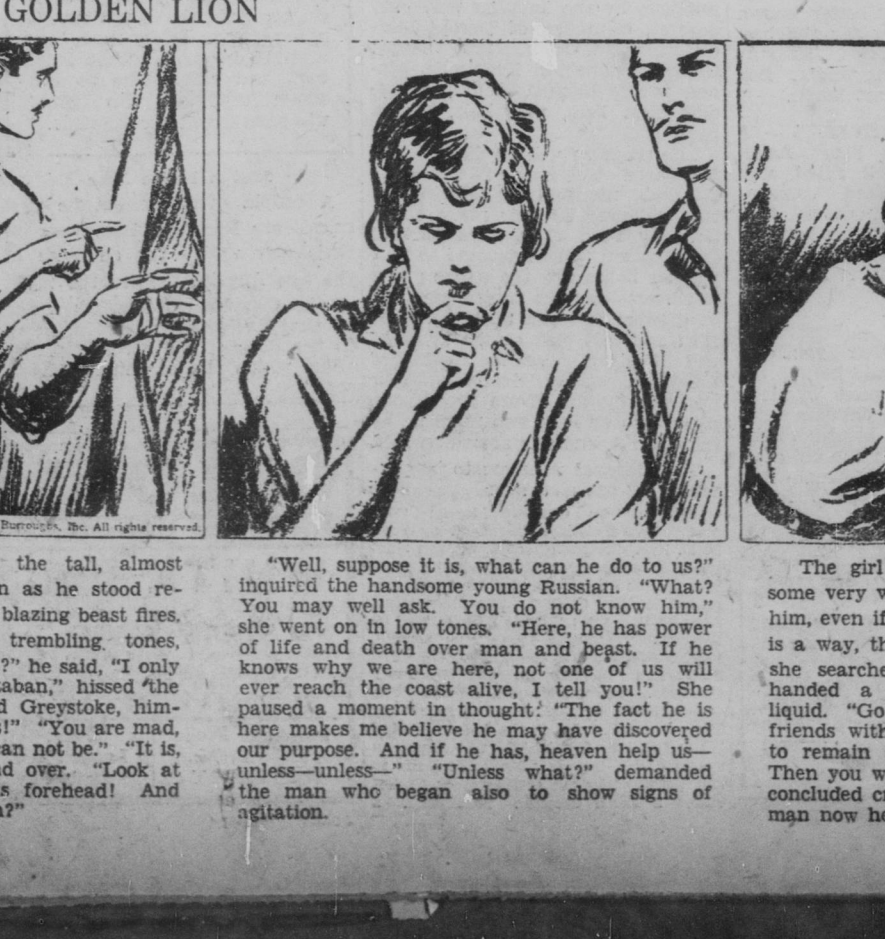 GOLDEN LION
Burroughs, Inc. All rights reserved.
the tall, almost
n as he stood re-
blazing beast fires.
trembling tones,
?" he said, "I only
zaban," hissed the
d Greystoke, him-
s!" "You are mad,
an not be." "It is,
d over. "Look at
s forehead! And
n?"
"Well, suppose it is, what can he do to us?"
inquired the handsome young Russian. "What?
You may well ask. You do not know him,"
she went on in low tones. "Here, he has power
of life and death over man and beast. If he
knows why we are here, not one of us will
ever reach the coast alive, I tell you!" She
paused a moment in thought: "The fact he is
here makes me believe he may have discovered
our purpose. And if he has, heaven help us—
unless—unless—" "Unless what?" demanded
the man who began also to show signs of
agitation.
The girl
some very w
him, even if
is a way, th
she searche
handed a
liquid. "Go
friends with
to remain
Then you w
concluded cr
man now he